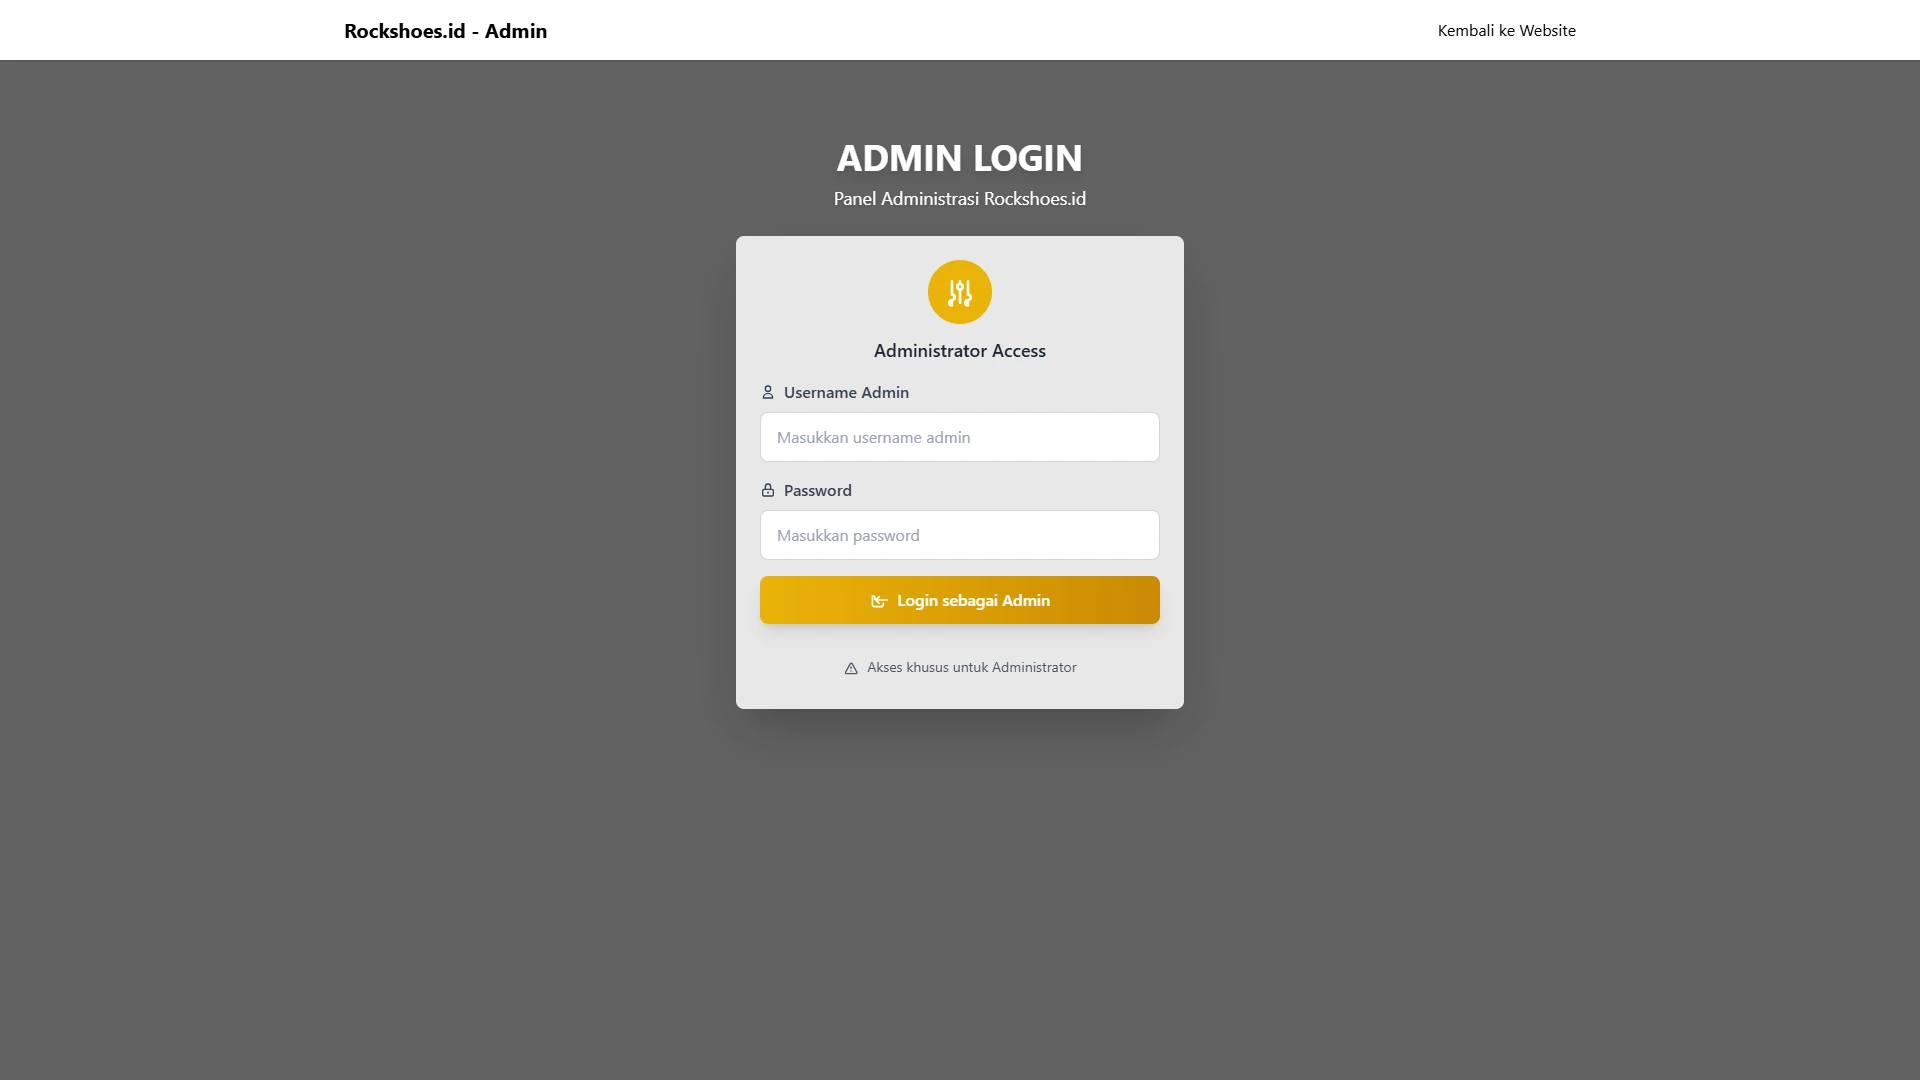 Rockshoes.id - Admin
Kembali ke Website
ADMIN LOGIN
Panel Administrasi Rockshoes.id
Administrator Access
Username Admin
Masukkan username admin
Password
Masukkan password
Login sebagai Admin
Akses khusus untuk Administrator